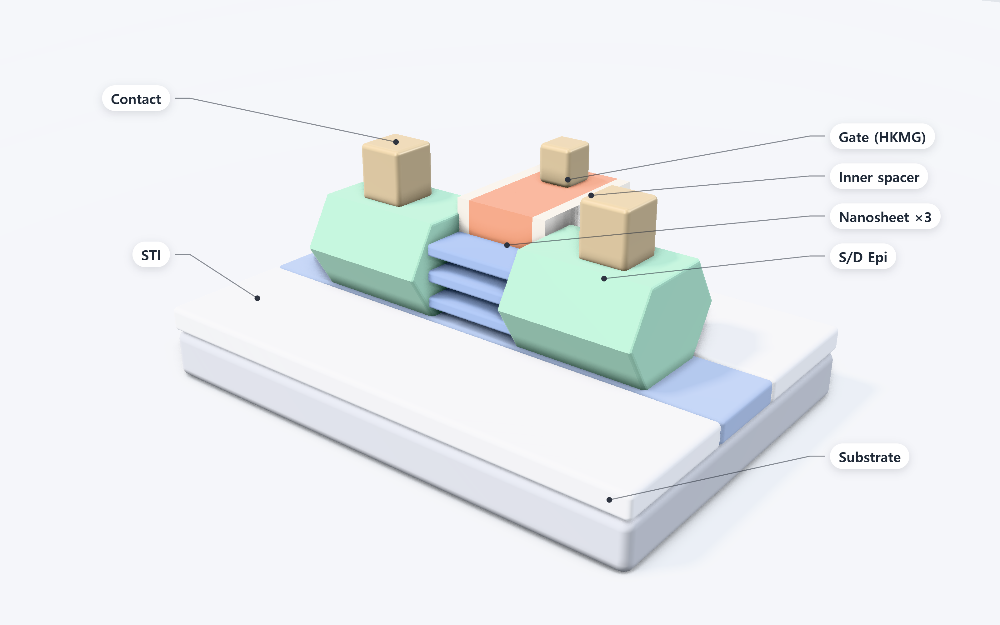 Contact
Gate (HKMG)
Inner spacer
Nanosheet ×3
STI
S/D Epi
Substrate